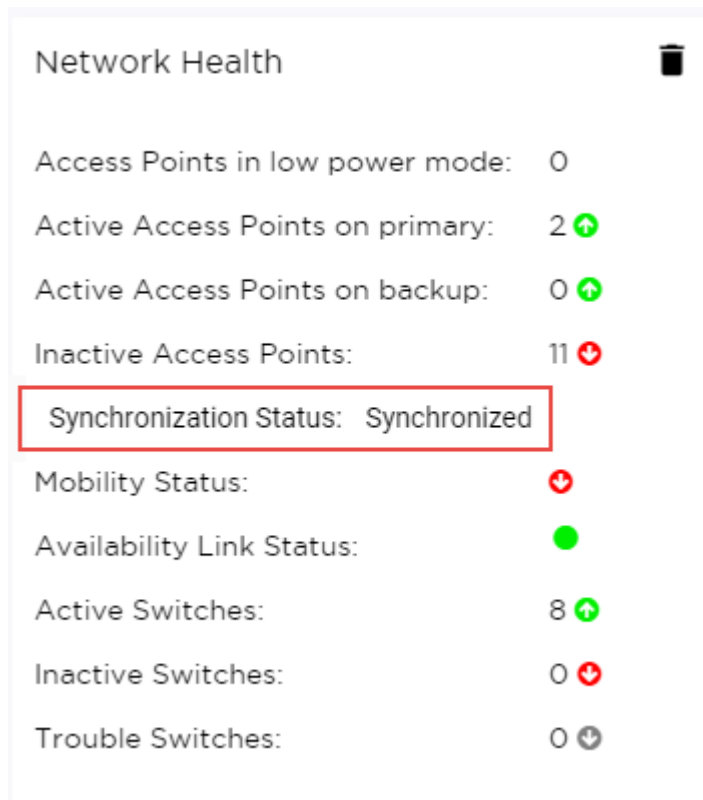 Network Health
Access Points in low power mode: 0
Active Access Points on primary: 2
Active Access Points on backup: 0
Inactive Access Points: 11
Synchronization Status: Synchronized
Mobility Status:
Availability Link Status:
Active Switches: 8
Inactive Switches: 0
Trouble Switches: 0